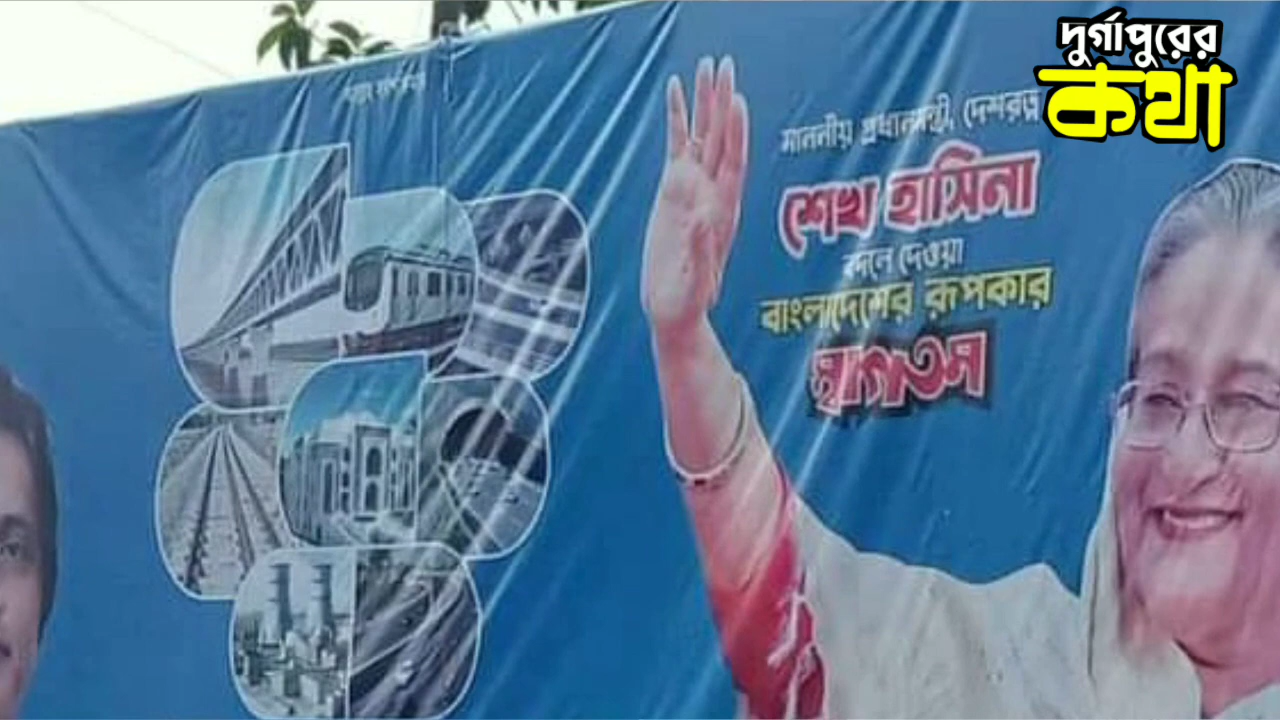 দুর্গাপুরের
কথা
মাননীয় প্রধানমন্ত্রী, দেশরত্ন
শেখ হাসিনা
বদলে দেওয়া
বাংলাদেশের রূপকার
স্বাগতম